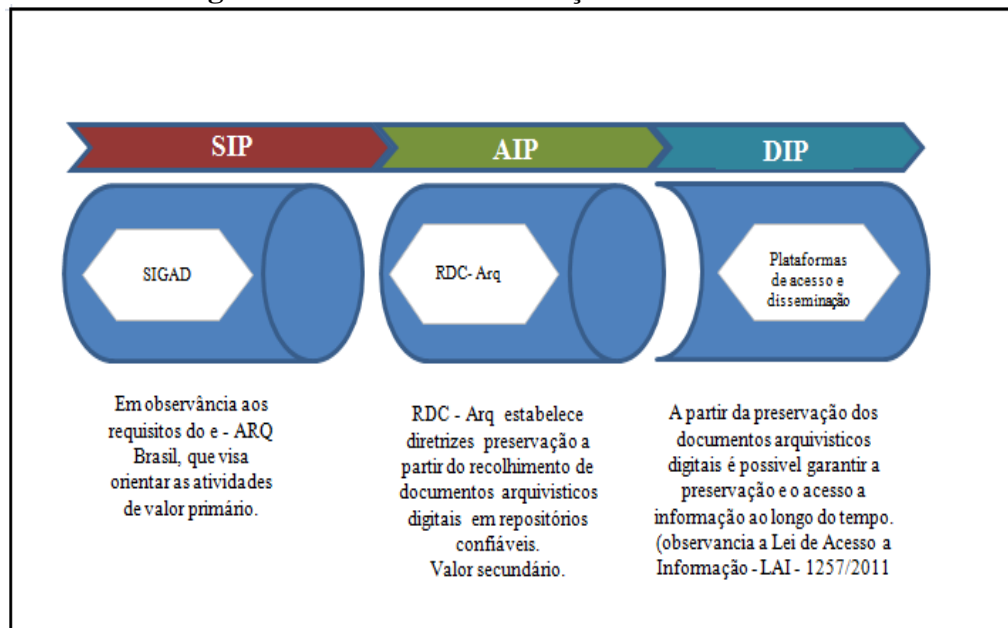 SIP
AIP
DIP
SIGAD
RDC- Arq
Plataformas
de acesso e
disseminação
Em observância aos
requisitos do e - ARQ
Brasil, que visa
orientar as atividades
de valor primário.
RDC - Arq estabelece
diretrizes preservação a
partir do recolhimento de
documentos arquivisticos
digitais em repositórios
confiáveis.
Valor secundário.
A partir da preservação dos
documentos arquivisticos
digitais é possivel garantir a
preservação e o acesso a
informação ao longo do tempo.
(observancia a Lei de Acesso a
Informação - LAI - 1257/2011